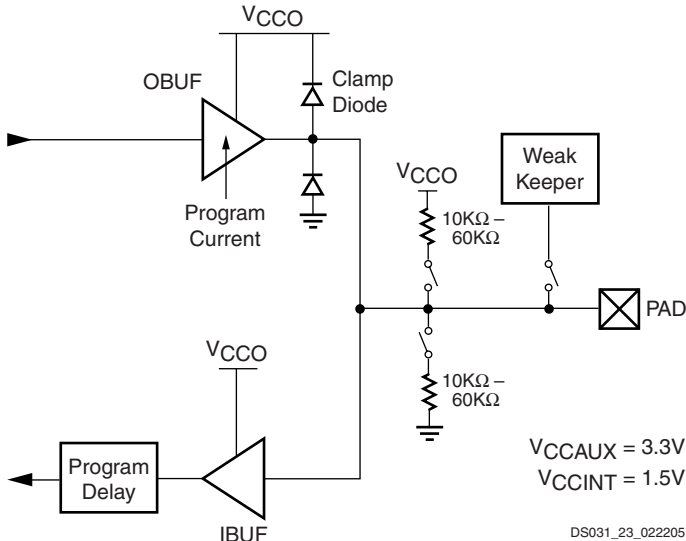 VCCO
OBUF
Clamp
Diode
Program
Current
VCCO
10KΩ –
60KΩ
Weak
Keeper
PAD
10KΩ –
60KΩ
VCCO
Program
Delay
IBUF
VCCAUX = 3.3V
VCCINT = 1.5V
DS031_23_022205